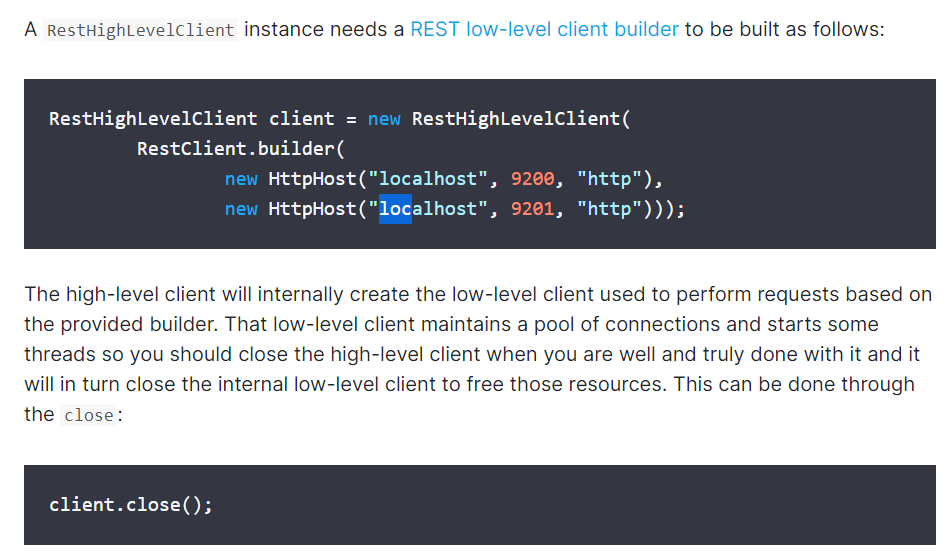 A RestHighLevelClient instance needs a REST low-level client builder to be built as follows:
RestHighLevelClient client = new RestHighLevelClient(
RestClient.builder(
new HttpHost("localhost", 9200, "http"),
new HttpHost("localhost", 9201, "http")));
The high-level client will internally create the low-level client used to perform requests based on
the provided builder. That low-level client maintains a pool of connections and starts some
threads so you should close the high-level client when you are well and truly done with it and it
will in turn close the internal low-level client to free those resources. This can be done through
the close:
client.close();